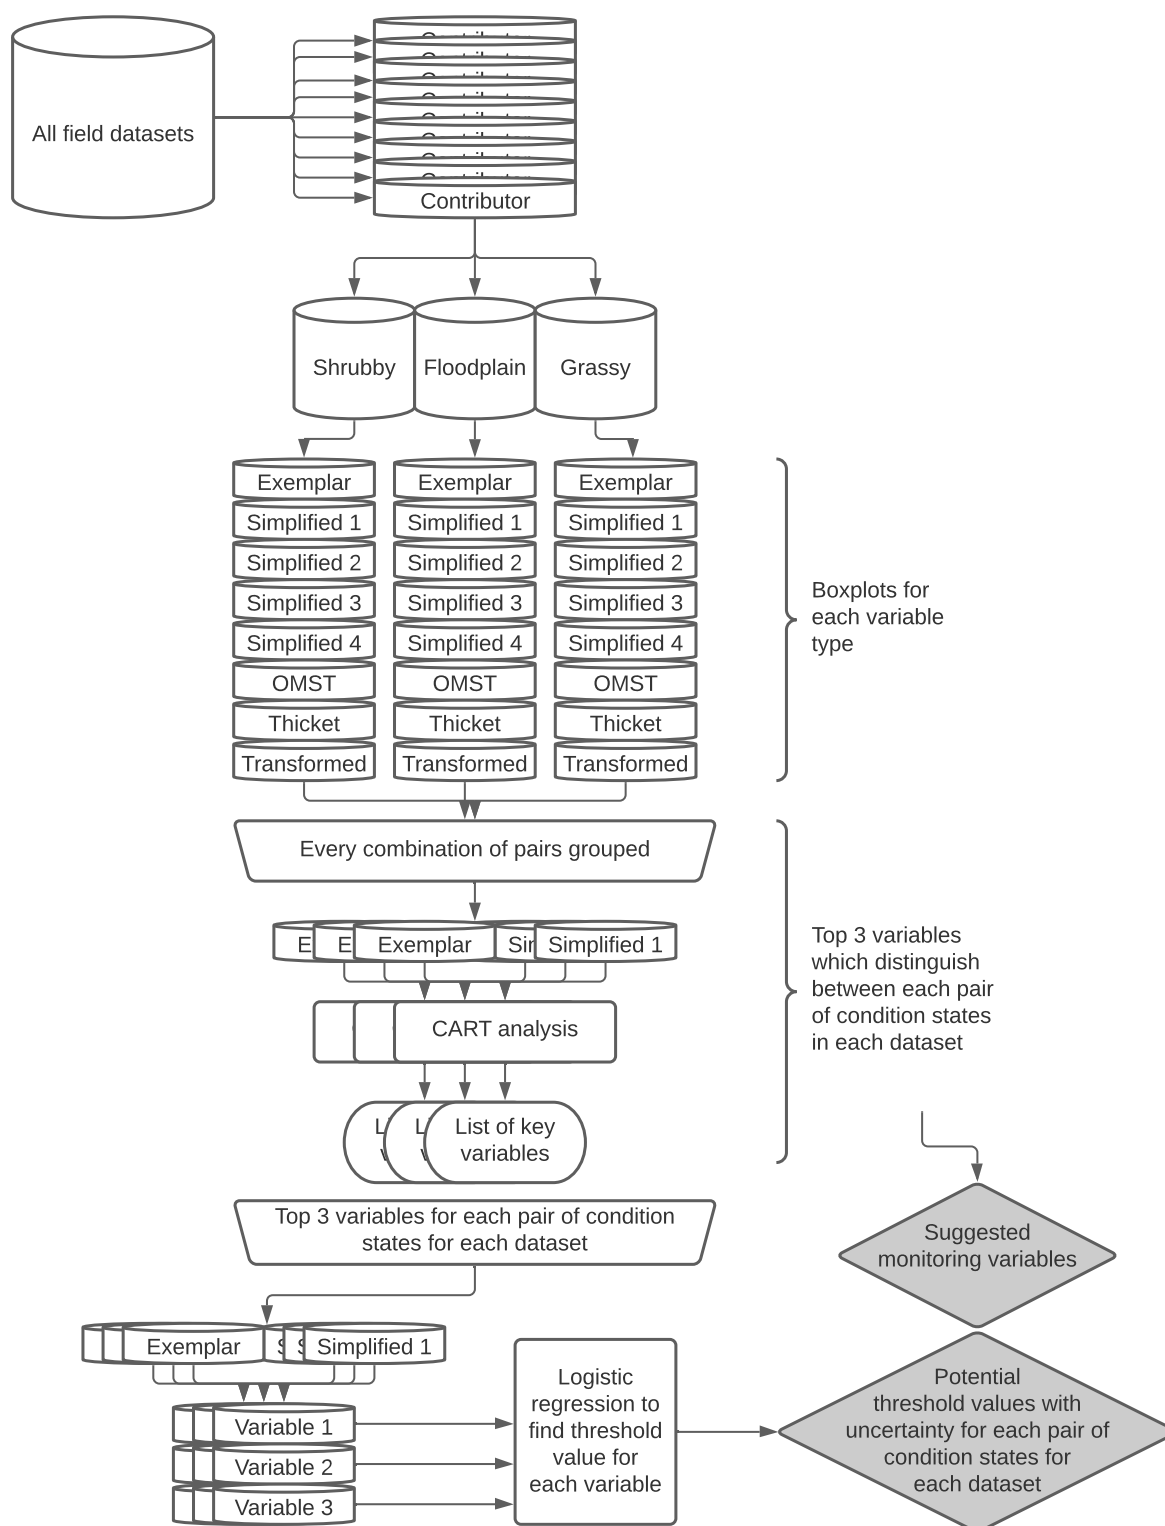 All field datasets
Contributor
Shrubby
Floodplain
Grassy
Exemplar
Exemplar
Exemplar
Simplified 1
Simplified 1
Simplified 1
Simplified 2
Simplified 2
Simplified 2
Simplified 3
Simplified 3
Simplified 3
Simplified 4
Simplified 4
Simplified 4
OMST
OMST
OMST
Thicket
Thicket
Thicket
Transformed
Transformed
Transformed
Boxplots for
each variable
type
Every combination of pairs grouped
Exemplar
Simplified 1
CART analysis
List of key
variables
Top 3 variables
which distinguish
between each pair
of condition states
in each dataset
Top 3 variables for each pair of condition
states for each dataset
Suggested
monitoring variables
Exemplar
Simplified 1
Variable 1
Variable 2
Variable 3
Logistic
regression to
find threshold
value for
each variable
Potential
threshold values with
uncertainty for each pair of
condition states for
each dataset